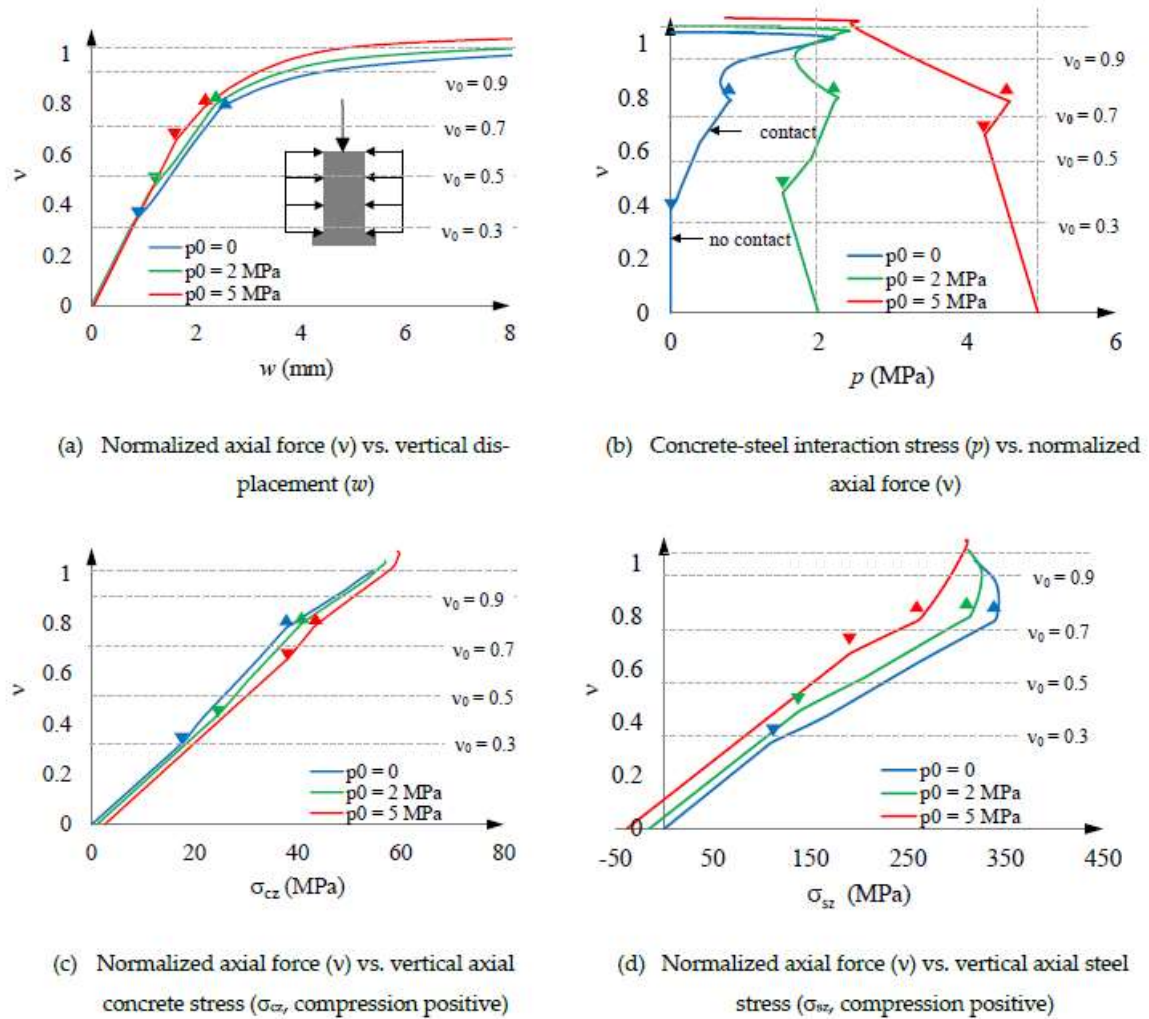 1
0.8
0.6
0.4
0.2
0
ν
ν₀ = 0.9
ν₀ = 0.7
ν₀ = 0.5
ν₀ = 0.3
p0 = 0
p0 = 2 MPa
p0 = 5 MPa
0 2 4 6 8
w (mm)
(a) Normalized axial force (ν) vs. vertical dis-
placement (w)
1
0.8
0.6
0.4
0.2
0
ν
ν₀ = 0.9
contact
ν₀ = 0.7
ν₀ = 0.5
ν₀ = 0.3
no contact
p0 = 0
p0 = 2 MPa
p0 = 5 MPa
0 2 4 6
p (MPa)
(b) Concrete-steel interaction stress (p) vs. normalized
axial force (ν)
1
0.8
0.6
0.4
0.2
0
ν
ν₀ = 0.9
ν₀ = 0.7
ν₀ = 0.5
ν₀ = 0.3
p0 = 0
p0 = 2 MPa
p0 = 5 MPa
0 20 40 60 80
σcz (MPa)
(c) Normalized axial force (ν) vs. vertical axial
concrete stress (σcz, compression positive)
1
0.8
0.6
0.4
0.2
0
ν
ν₀ = 0.9
ν₀ = 0.7
ν₀ = 0.5
ν₀ = 0.3
p0 = 0
p0 = 2 MPa
p0 = 5 MPa
-50 50 150 250 350 450
σsz (MPa)
(d) Normalized axial force (ν) vs. vertical axial steel
stress (σsz, compression positive)